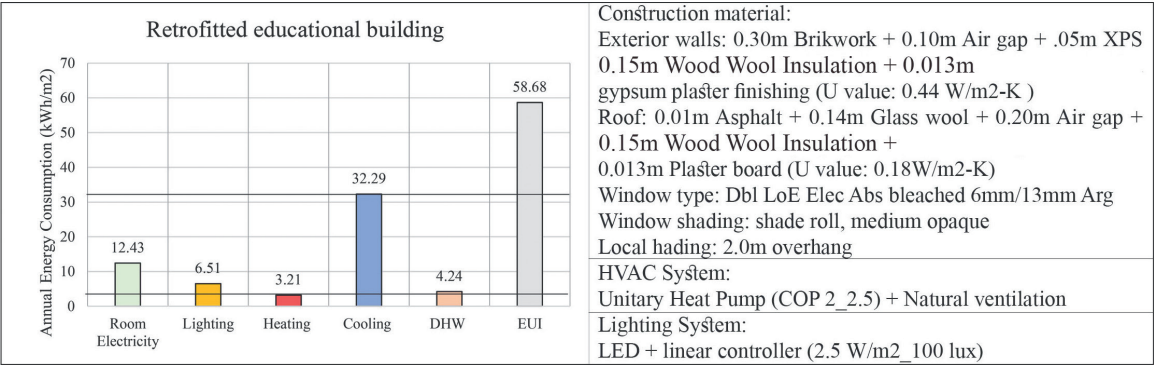 Retrofitted educational building
Annual Energy Consumption (kWh/m2)
70
60
50
40
30
20
10
0
12.43
6.51
3.21
32.29
4.24
58.68
Room
Electricity
Lighting
Heating
Cooling
DHW
EUI
Construction material:
Exterior walls: 0.30m Brikwork + 0.10m Air gap + .05m XPS
0.15m Wood Wool Insulation + 0.013m
gypsum plaster finishing (U value: 0.44 W/m2-K )
Roof: 0.01m Asphalt + 0.14m Glass wool + 0.20m Air gap +
0.15m Wood Wool Insulation +
0.013m Plaster board (U value: 0.18W/m2-K)
Window type: Dbl LoE Elec Abs bleached 6mm/13mm Arg
Window shading: shade roll, medium opaque
Local hading: 2.0m overhang
HVAC System:
Unitary Heat Pump (COP 2_2.5) + Natural ventilation
Lighting System:
LED + linear controller (2.5 W/m2_100 lux)